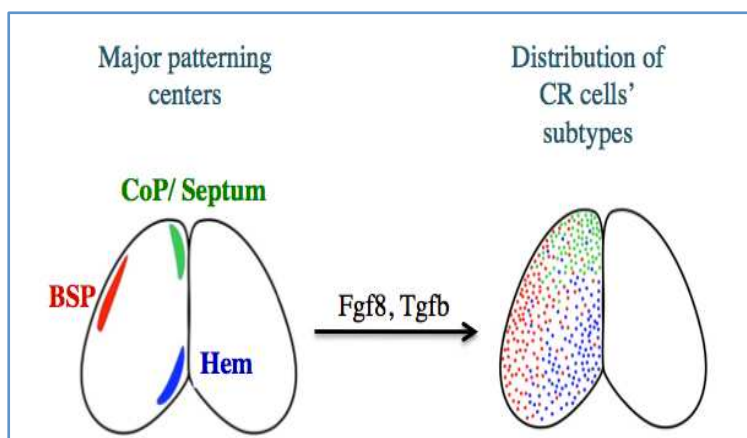 Major patterning
centers
Distribution of
CR cells'
subtypes
CoP/ Septum
BSP
Hem
Fgf8, Tgfb